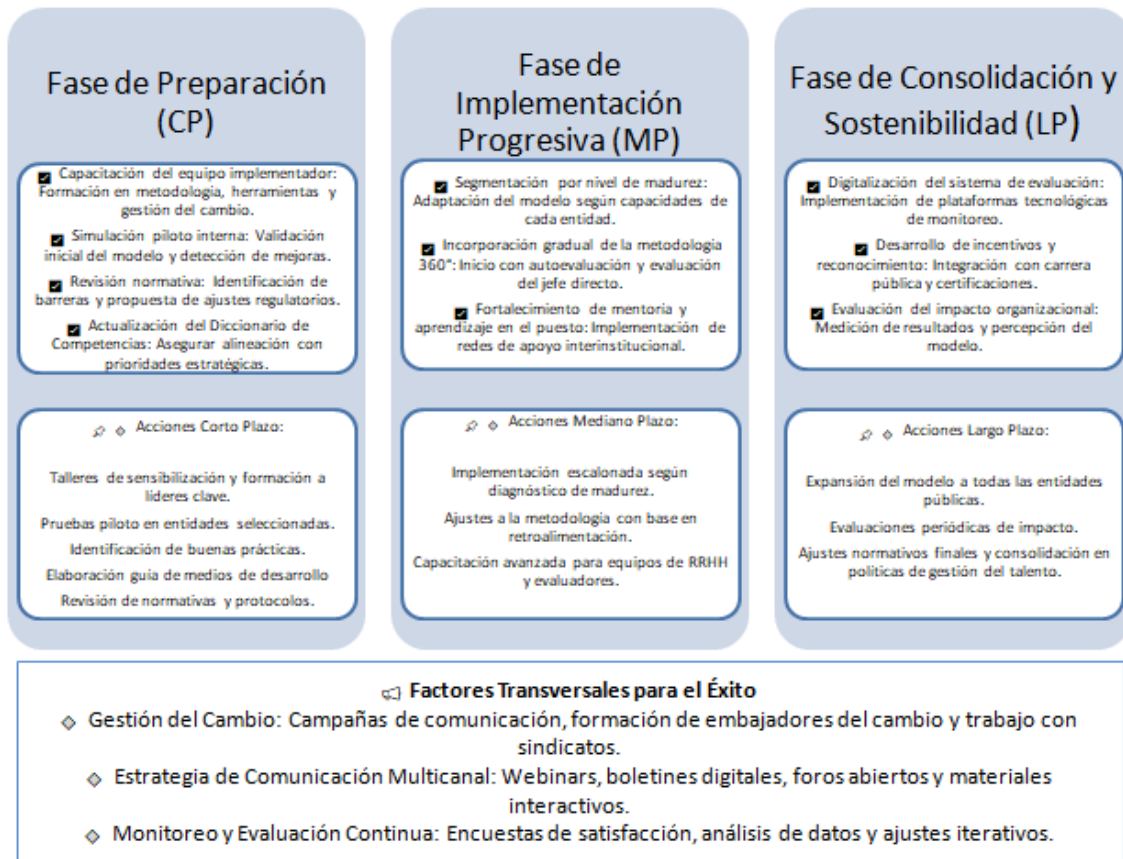 Fase de Preparación
(CP)
☑ Capacitación del equipo implementador:
Formación en metodología, herramientas y
gestión del cambio.
☑ Simulación piloto interna: Validación
inicial del modelo y detección de mejoras.
☑ Revisión normativa: Identificación de
barreras y propuesta de ajustes regulatorios.
☑ Actualización del Diccionario de
Competencias: Asegurar alineación con
prioridades estratégicas.
Acciones Corto Plazo:
Talleres de sensibilización y formación a
líderes clave.
Pruebas piloto en entidades seleccionadas.
Identificación de buenas prácticas.
Elaboración guía de medios de desarrollo
Revisión de normativas y protocolos.
Fase de
Implementación
Progresiva (MP)
☑ Segmentación por nivel de madurez:
Adaptación del modelo según capacidades de
cada entidad.
☑ Incorporación gradual de la metodología
360°: Inicio con autoevaluación y evaluación
del jefe directo.
☑ Fortalecimiento de mentoría y
aprendizaje en el puesto: Implementación de
redes de apoyo interinstitucional.
Acciones Mediano Plazo:
Implementación escalonada según
diagnóstico de madurez.
Ajustes a la metodología con base en
retroalimentación.
Capacitación avanzada para equipos de RRHH
y evaluadores.
Fase de Consolidación y
Sostenibilidad (LP)
☑ Digitalización del sistema de evaluación:
Implementación de plataformas tecnológicas
de monitoreo.
☑ Desarrollo de incentivos y
reconocimiento: Integración con carrera
pública y certificaciones.
☑ Evaluación del impacto organizacional:
Medición de resultados y percepción del
modelo.
Acciones Largo Plazo:
Expansión del modelo a todas las entidades
públicas.
Evaluaciones periódicas de impacto.
Ajustes normativos finales y consolidación en
políticas de gestión del talento.
Factores Transversales para el Éxito
Gestión del Cambio: Campañas de comunicación, formación de embajadores del cambio y trabajo con
sindicatos.
Estrategia de Comunicación Multicanal: Webinars, boletines digitales, foros abiertos y materiales
interactivos.
Monitoreo y Evaluación Continua: Encuestas de satisfacción, análisis de datos y ajustes iterativos.